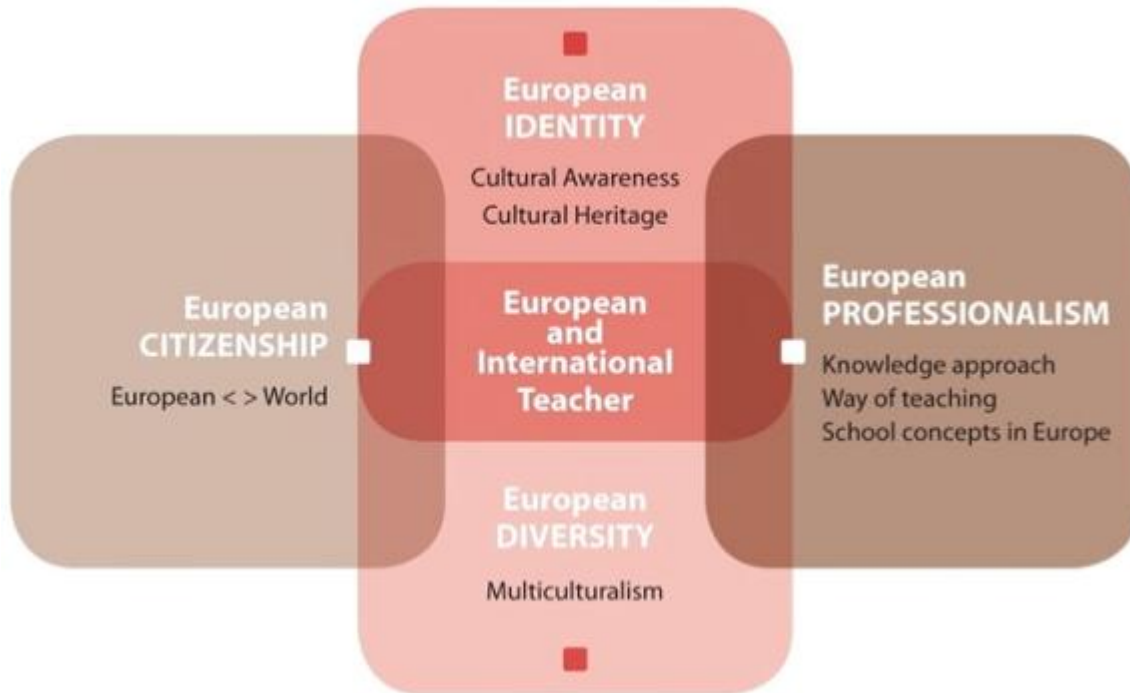 European
IDENTITY
Cultural Awareness
Cultural Heritage
European
CITIZENSHIP
European < > World
European
and
International
Teacher
European
PROFESSIONALISM
Knowledge approach
Way of teaching
School concepts in Europe
European
DIVERSITY
Multiculturalism